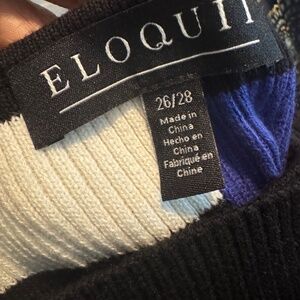 ELOQUII
26/28
Made in
China
Hecho en
China
Fabriqué en
Chine